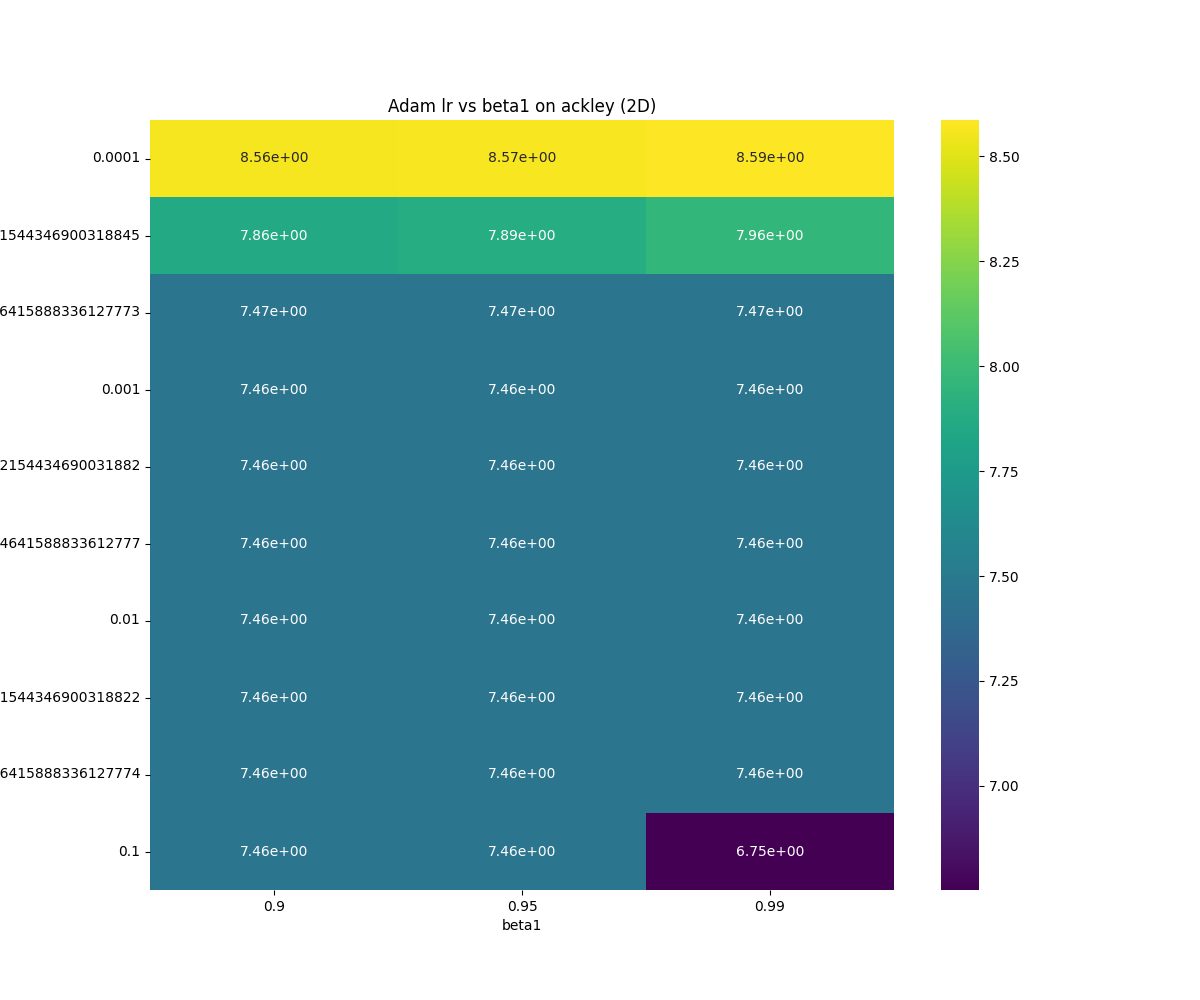 Adam lr vs beta1 on ackley (2D)
0.0001 8.56e+00 8.57e+00 8.59e+00
1544346900318845 7.86e+00 7.89e+00 7.96e+00
6415888336127773 7.47e+00 7.47e+00 7.47e+00
0.001 7.46e+00 7.46e+00 7.46e+00
2154434690031882 7.46e+00 7.46e+00 7.46e+00
4641588833612777 7.46e+00 7.46e+00 7.46e+00
0.01 7.46e+00 7.46e+00 7.46e+00
1544346900318822 7.46e+00 7.46e+00 7.46e+00
6415888336127774 7.46e+00 7.46e+00 7.46e+00
0.1 7.46e+00 7.46e+00 6.75e+00
0.9 0.95 0.99
beta1
8.50
8.25
8.00
7.75
7.50
7.25
7.00